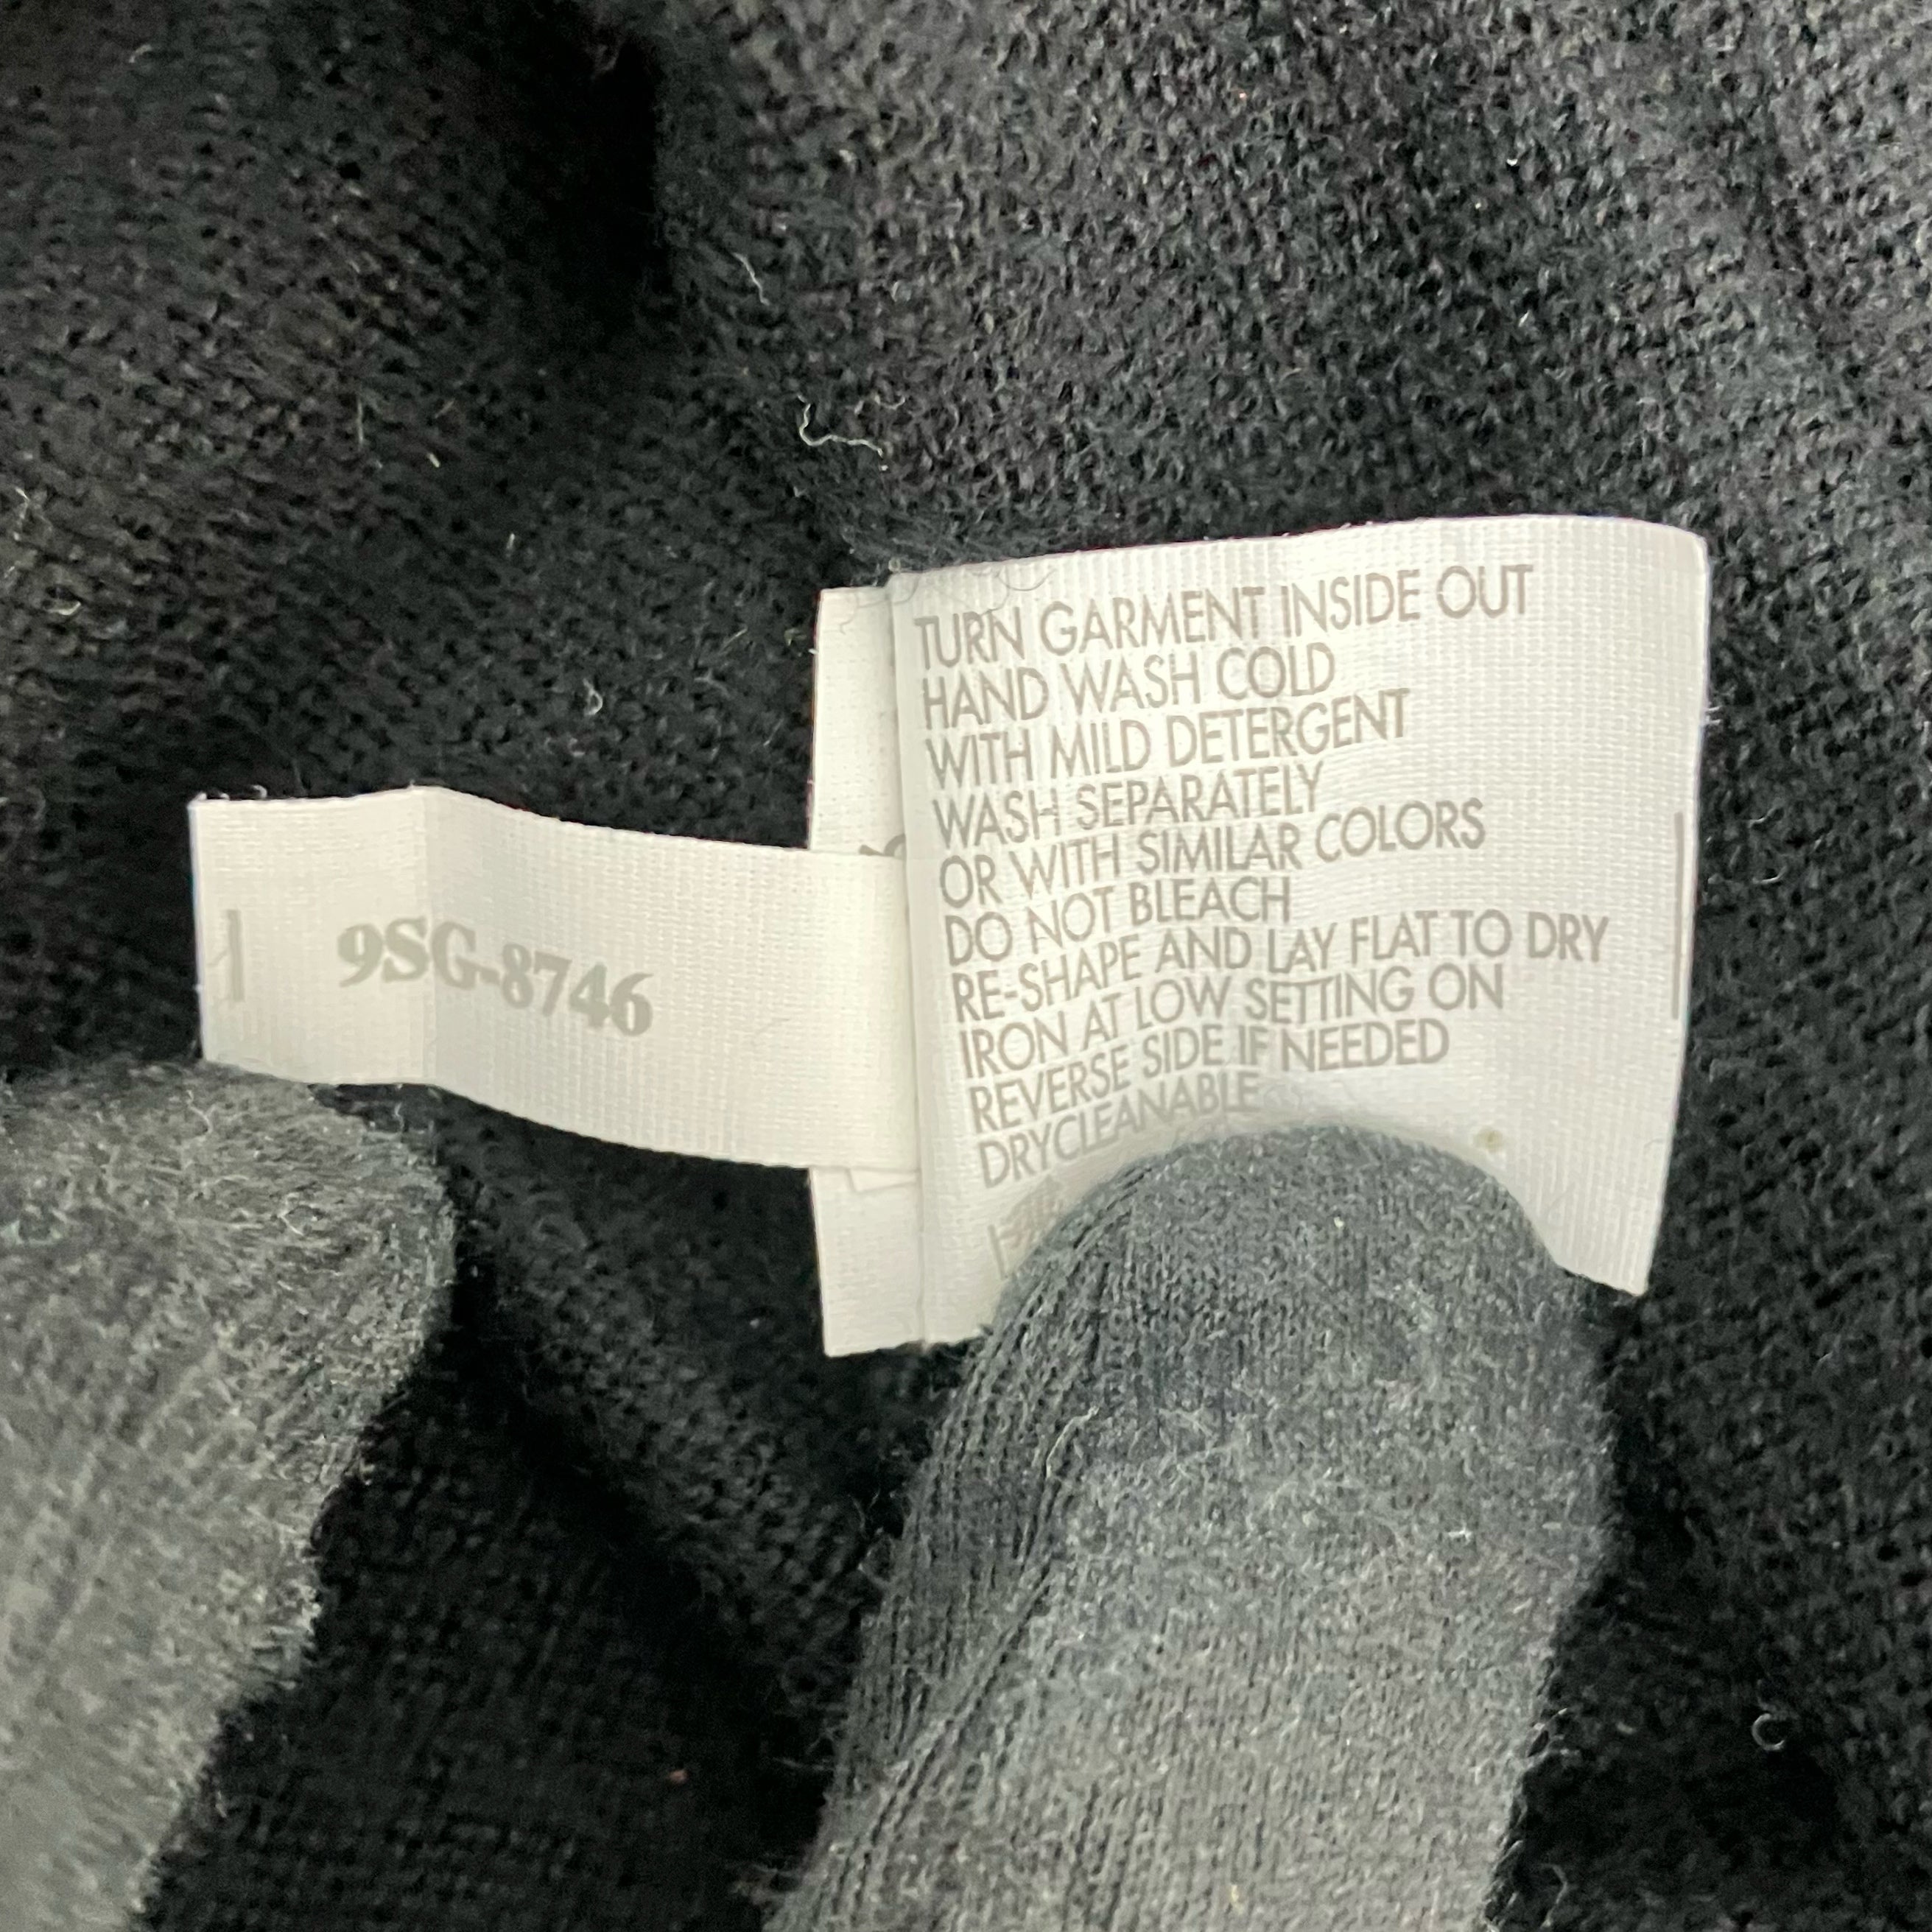 9SG-8746
TURN GARMENT INSIDE OUT
HAND WASH COLD
WITH MILD DETERGENT
WASH SEPARATELY
OR WITH SIMILAR COLORS
DO NOT BLEACH
RE-SHAPE AND LAY FLAT TO DRY
IRON AT LOW SETTING ON
REVERSE SIDE IF NEEDED
DRYCLEANABLE